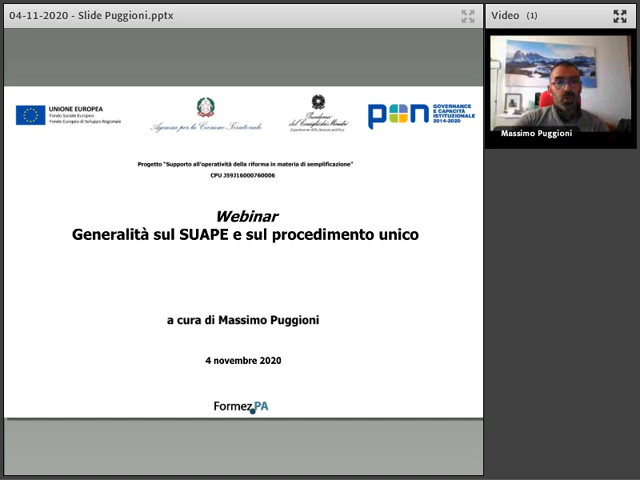 04-11-2020 - Slide Puggioni.pptx
Video (1)
Massimo Puggioni
UNIONE EUROPEA
Fondo Sociale Europeo
Fondo Europeo di Sviluppo Regionale
Agenzia per la Coesione Territoriale
Presidenza
del Consiglio dei Ministri
Dipartimento della funzione pubblica
pon
GOVERNANCE
E CAPACITÀ
ISTITUZIONALE
2014-2020
Progetto "Supporto all'operatività della riforma in materia di semplificazione"
CPU J59J16000760006
Webinar
Generalità sul SUAPE e sul procedimento unico
a cura di Massimo Puggioni
4 novembre 2020
Formez PA